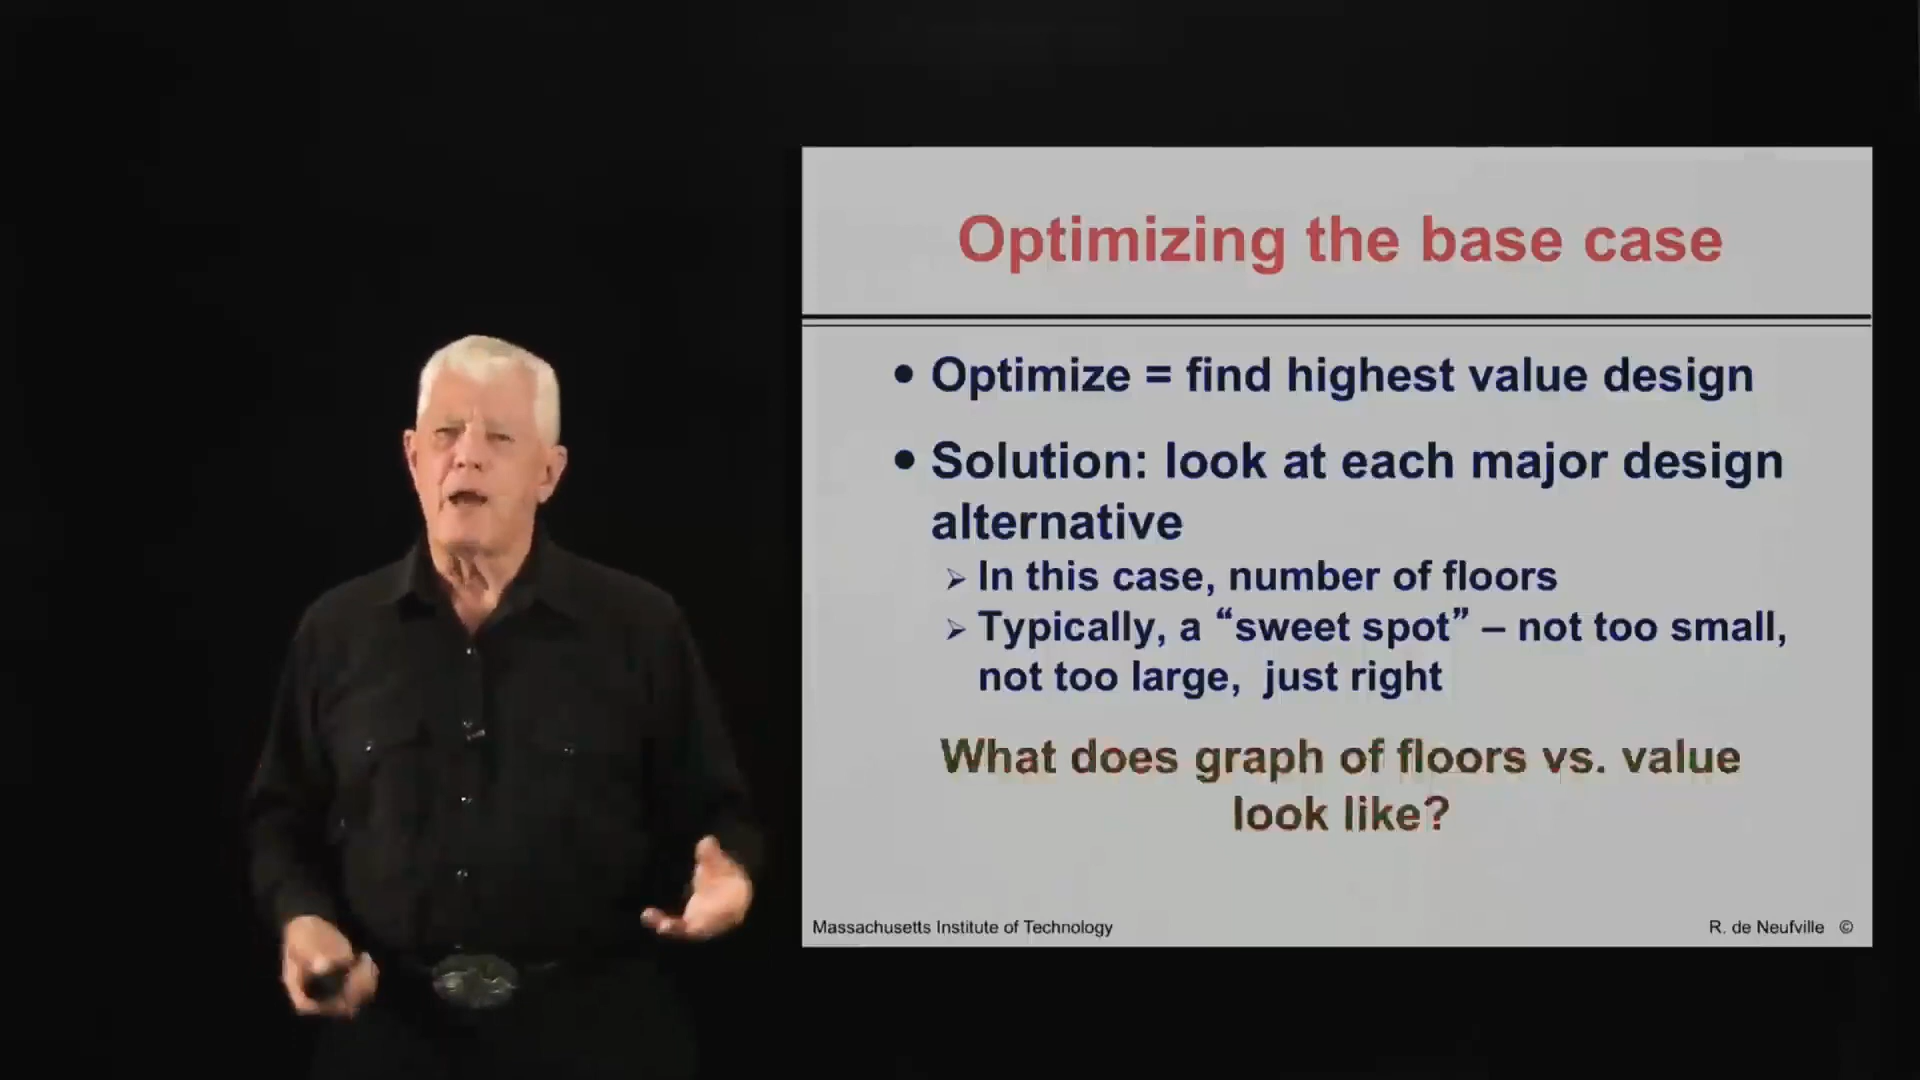 Optimizing the base case
• Optimize = find highest value design
• Solution: look at each major design
alternative
➢ In this case, number of floors
➢ Typically, a “sweet spot” – not too small,
not too large, just right
What does graph of floors vs. value
look like?
Massachusetts Institute of Technology
R. de Neufville ©